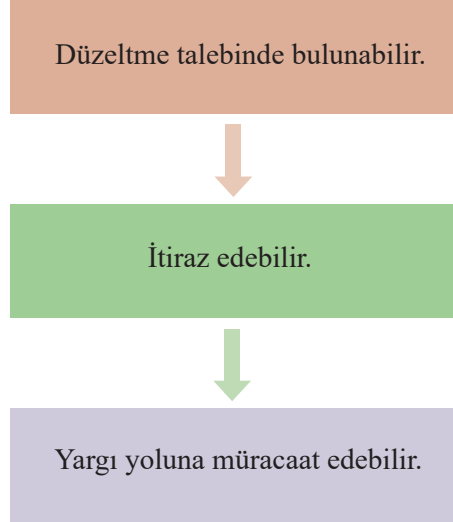 Düzeltme talebinde bulunabilir.
İtiraz edebilir.
Yargı yoluna müracaat edebilir.